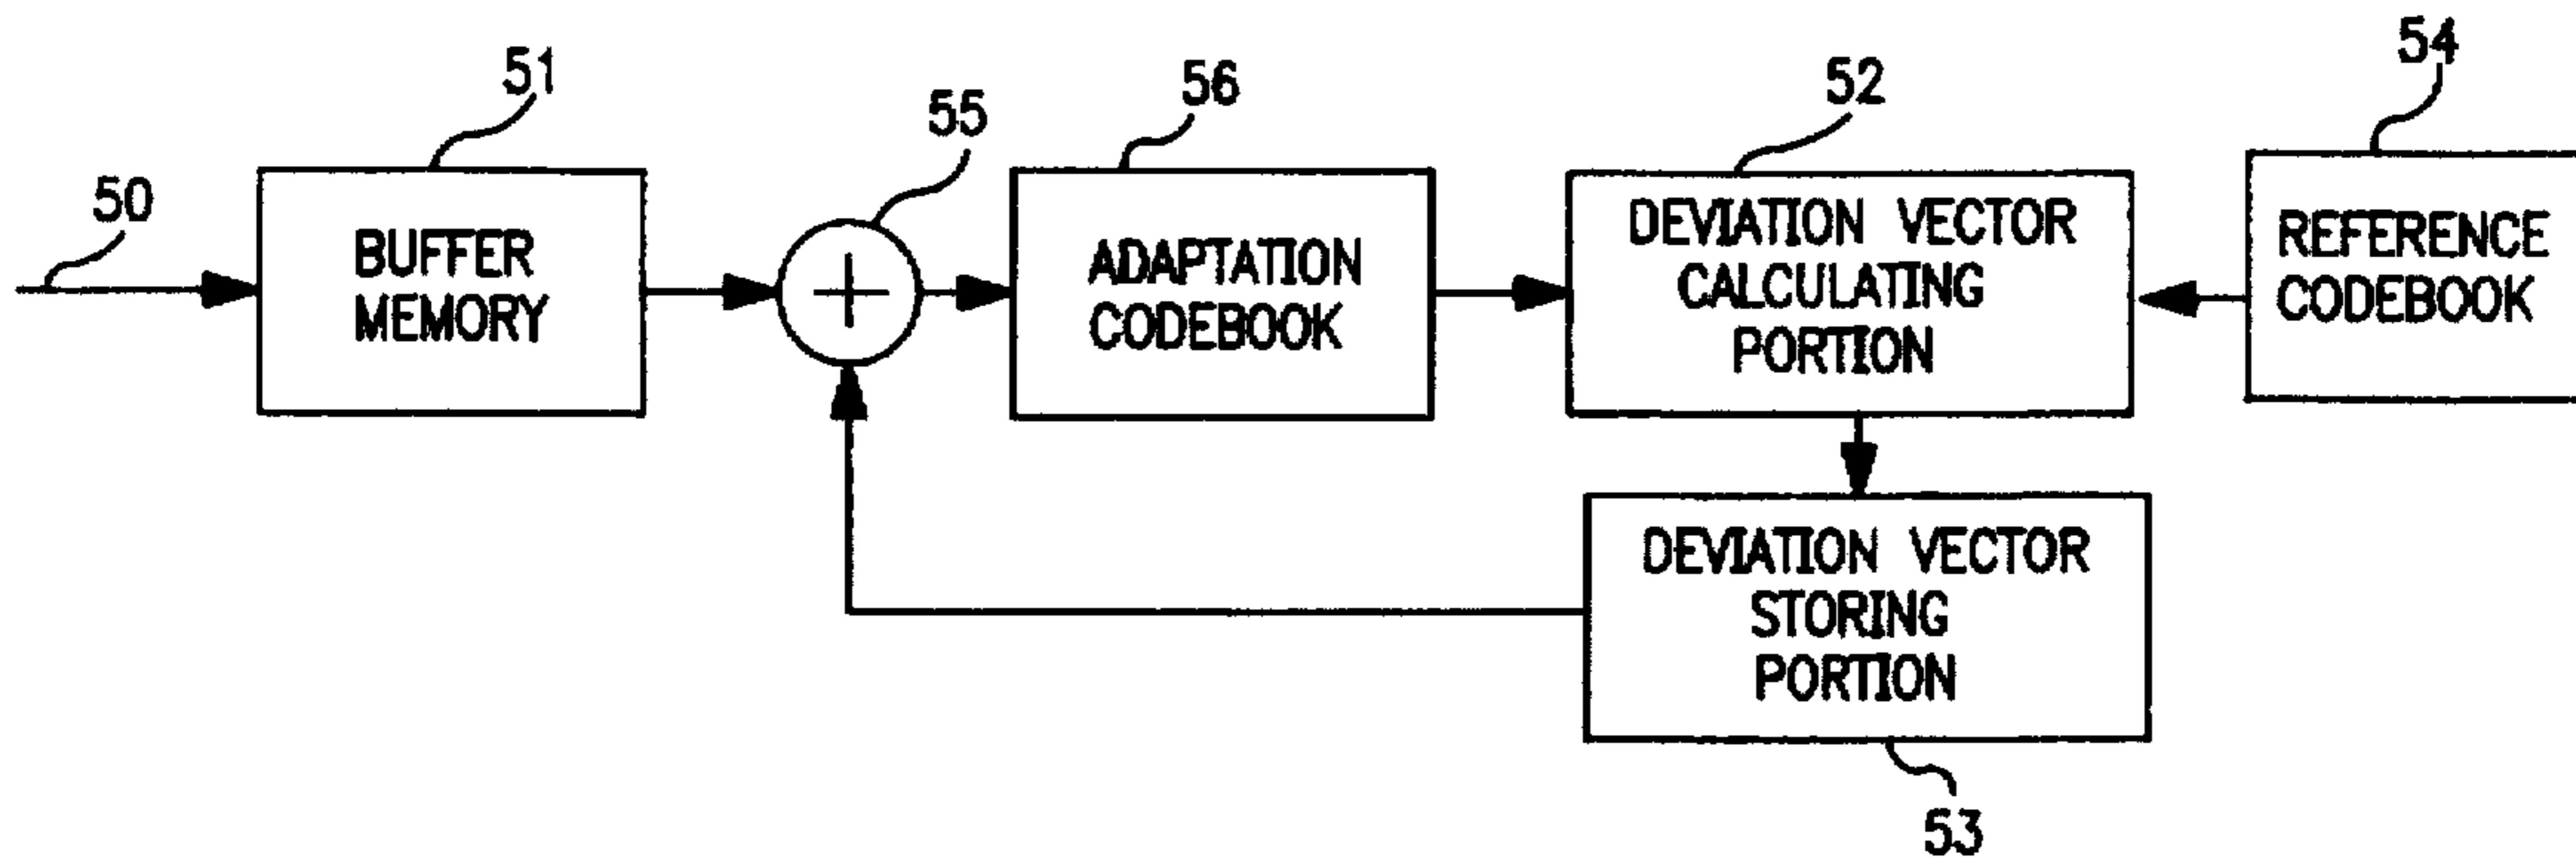 50
51
BUFFER
MEMORY
55
56
ADAPTATION
CODEBOOK
52
DEVIATION VECTOR
CALCULATING
PORTION
54
REFERENCE
CODEBOOK
DEVIATION VECTOR
STORING
PORTION
53